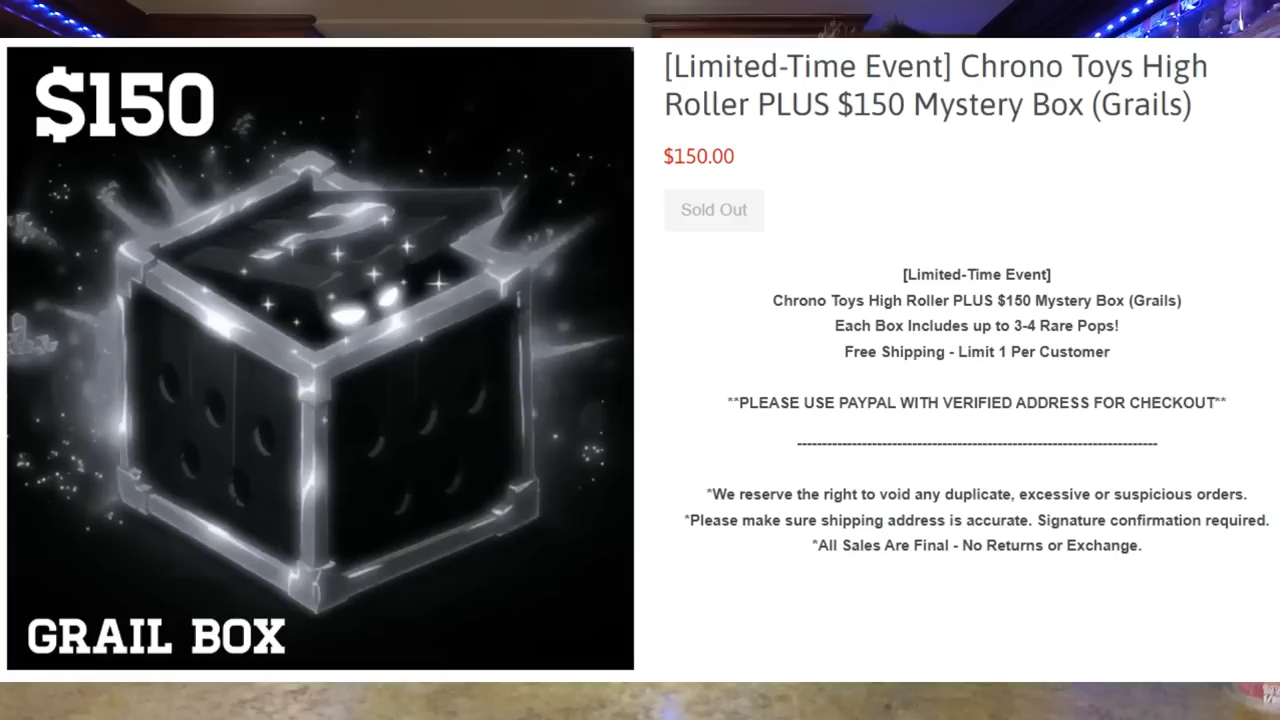 $150
GRAIL BOX
[Limited-Time Event] Chrono Toys High
Roller PLUS $150 Mystery Box (Grails)
$150.00
Sold Out
[Limited-Time Event]
Chrono Toys High Roller PLUS $150 Mystery Box (Grails)
Each Box Includes up to 3-4 Rare Pops!
Free Shipping - Limit 1 Per Customer
**PLEASE USE PAYPAL WITH VERIFIED ADDRESS FOR CHECKOUT**
------------------------------------------------------------------------
*We reserve the right to void any duplicate, excessive or suspicious orders.
*Please make sure shipping address is accurate. Signature confirmation required.
*All Sales Are Final - No Returns or Exchange.